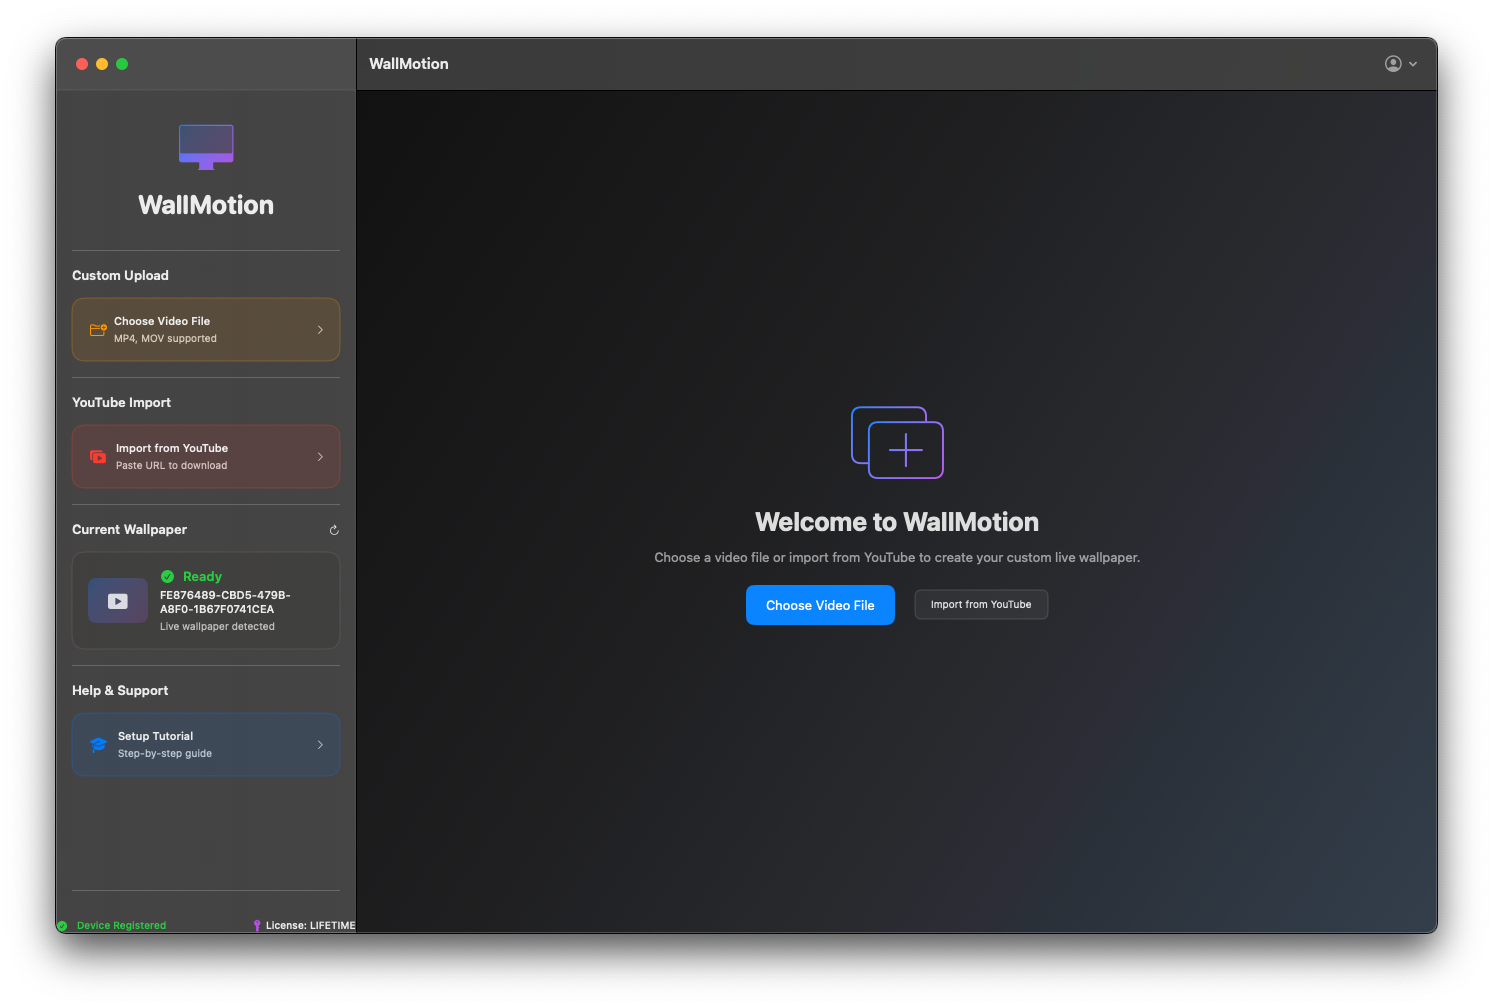 WallMotion
WallMotion
Custom Upload
Choose Video File
MP4, MOV supported
YouTube Import
Import from YouTube
Paste URL to download
Current Wallpaper
Ready
FE876489-CBD5-479B-
A8F0-1B67F0741CEA
Live wallpaper detected
Help & Support
Setup Tutorial
Step-by-step guide
Device Registered
License: LIFETIME
Welcome to WallMotion
Choose a video file or import from YouTube to create your custom live wallpaper.
Choose Video File
Import from YouTube